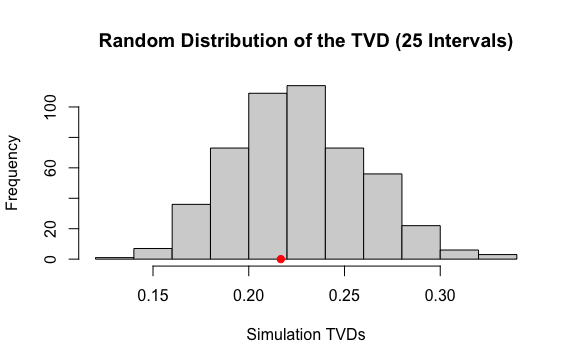 Random Distribution of the TVD (25 Intervals)
Frequency
100
60
20
0
0.15 0.20 0.25 0.30
Simulation TVDs